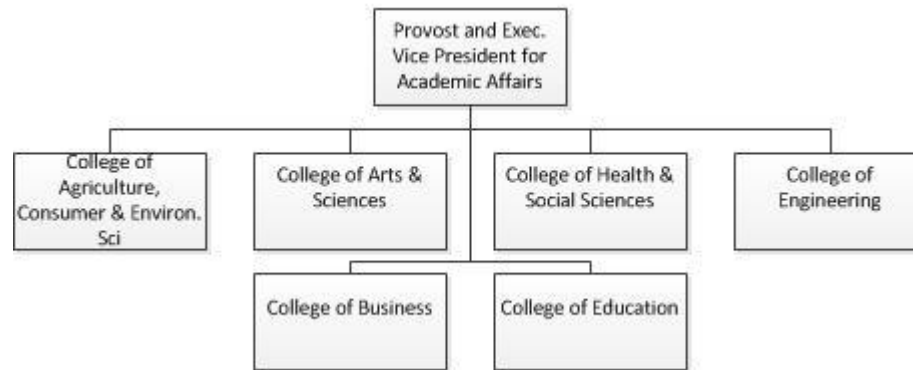 Provost and Exec.
Vice President for
Academic Affairs
College of
Agriculture,
Consumer & Environ.
Sci
College of Arts &
Sciences
College of Health &
Social Sciences
College of
Engineering
College of Business
College of Education